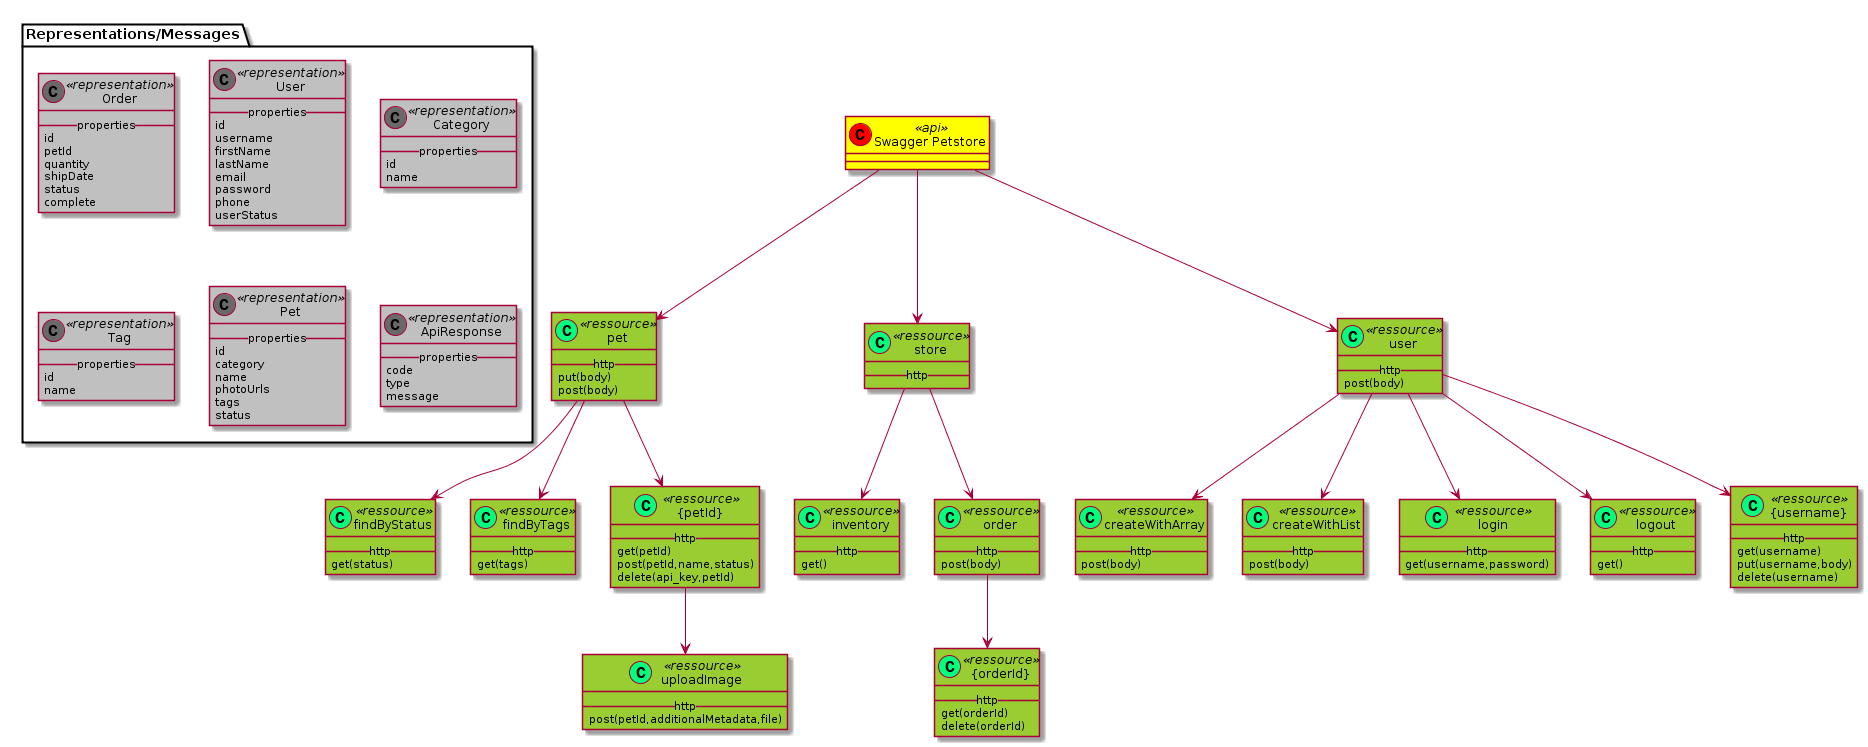 Representations/Messages
C
«representation»
Order
properties
id
petId
quantity
shipDate
status
complete
C
«representation»
User
properties
id
username
firstName
lastName
email
password
phone
userStatus
C
«representation»
Category
properties
id
name
C
«representation»
Tag
properties
id
name
C
«representation»
Pet
properties
id
category
name
photoUrls
tags
status
C
«representation»
ApiResponse
properties
code
type
message
C
«api»
Swagger Petstore
C
«ressource»
pet
http
put(body)
post(body)
C
«ressource»
store
http
C
«ressource»
user
http
post(body)
C
«ressource»
findByStatus
http
get(status)
C
«ressource»
findByTags
http
get(tags)
C
«ressource»
{petId}
http
get(petId)
post(petId,name,status)
delete(api_key,petId)
C
«ressource»
inventory
http
get()
C
«ressource»
order
http
post(body)
C
«ressource»
createWithArray
http
post(body)
C
«ressource»
createWithList
http
post(body)
C
«ressource»
login
http
get(username,password)
C
«ressource»
logout
http
get()
C
«ressource»
{username}
http
get(username)
put(username,body)
delete(username)
C
«ressource»
uploadImage
http
post(petId,additionalMetadata,file)
C
«ressource»
{orderId}
http
get(orderId)
delete(orderId)